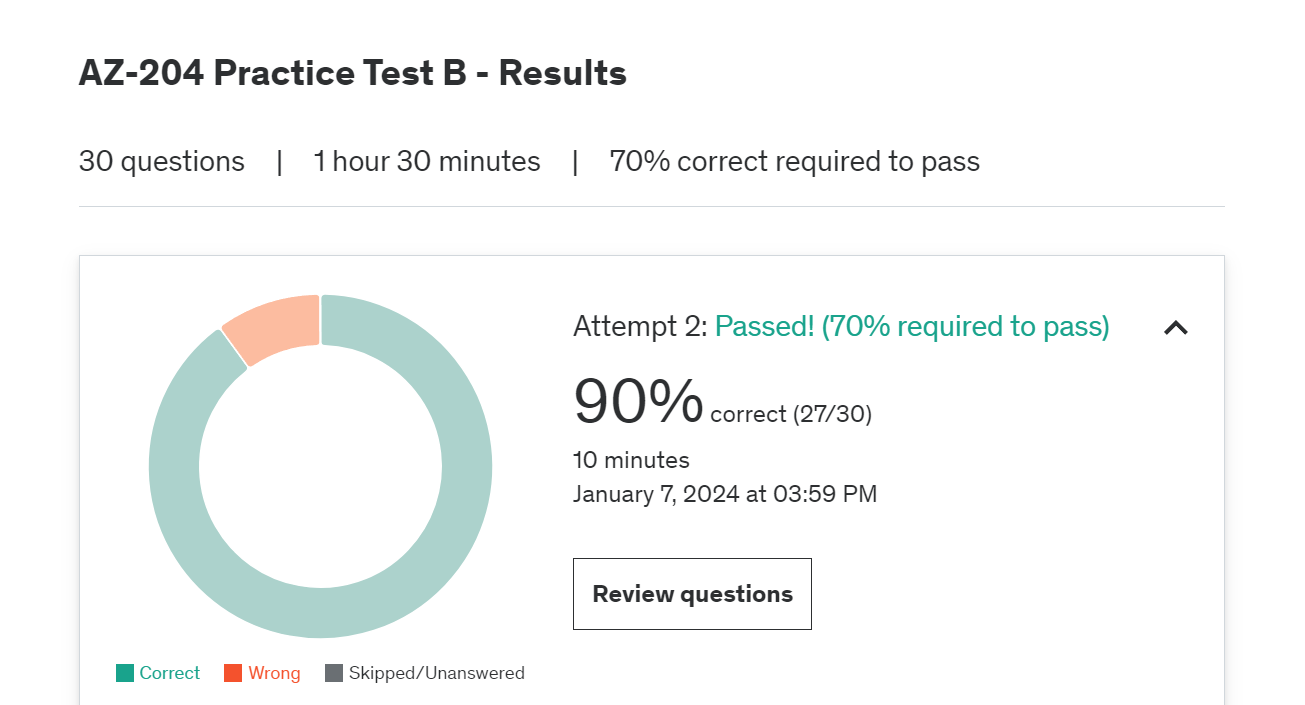 AZ-204 Practice Test B - Results
30 questions | 1 hour 30 minutes | 70% correct required to pass
Attempt 2: Passed! (70% required to pass)
90% correct (27/30)
10 minutes
January 7, 2024 at 03:59 PM
Review questions
Correct Wrong Skipped/Unanswered